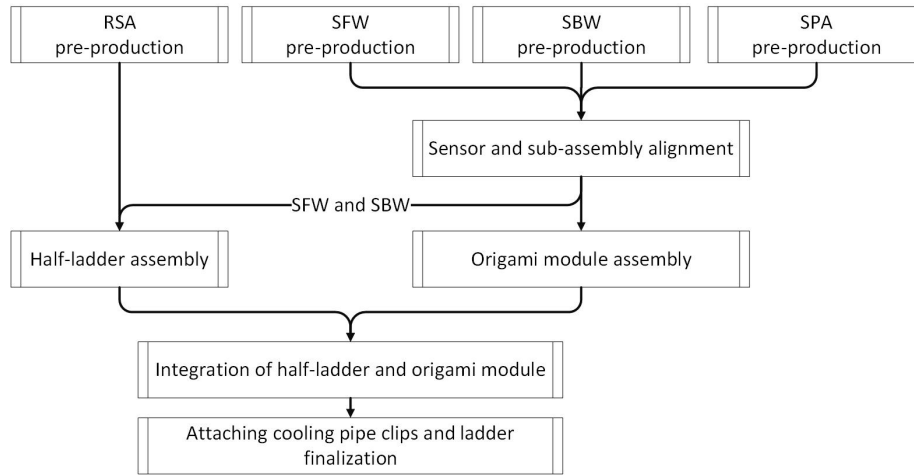 RSA
pre-production
SFW
pre-production
SBW
pre-production
SPA
pre-production
Sensor and sub-assembly alignment
SFW and SBW
Half-ladder assembly
Origami module assembly
Integration of half-ladder and origami module
Attaching cooling pipe clips and ladder
finalization